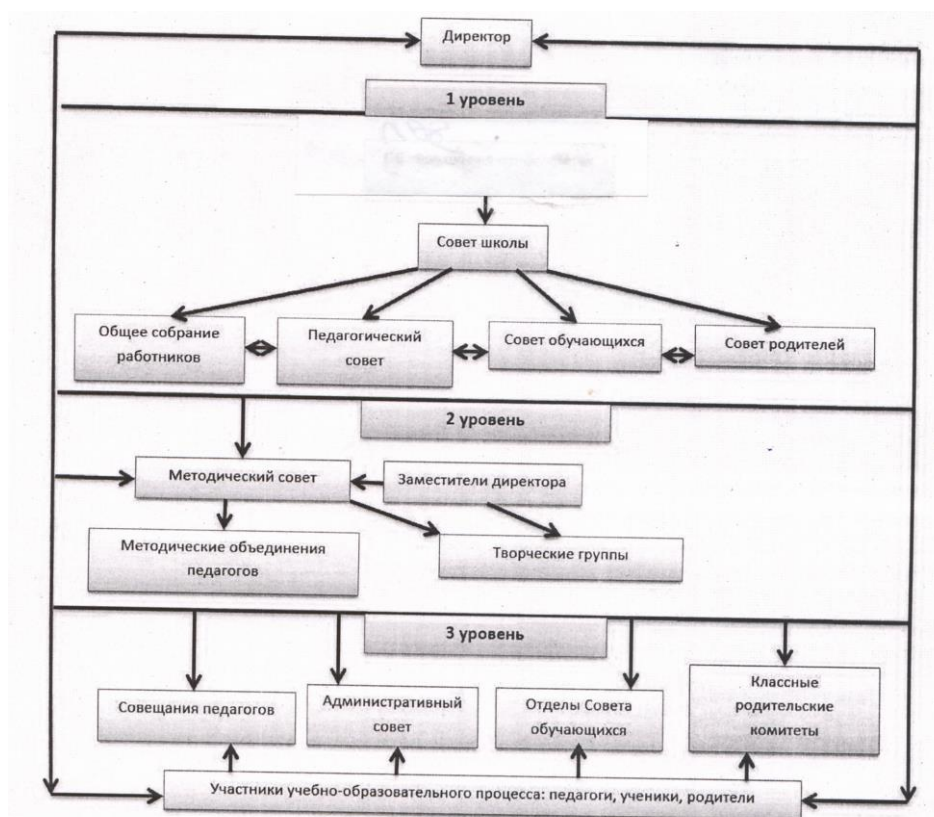 Директор
1 уровень
Совет школы
Общее собрание
работников
Педагогический
совет
Совет обучающихся
Совет родителей
2 уровень
Методический совет
Заместители директора
Методические объединения
педагогов
Творческие группы
3 уровень
Совещания педагогов
Административный
совет
Отделы Совета
обучающихся
Классные
родительские
комитеты
Участники учебно-образовательного процесса: педагоги, ученики, родители